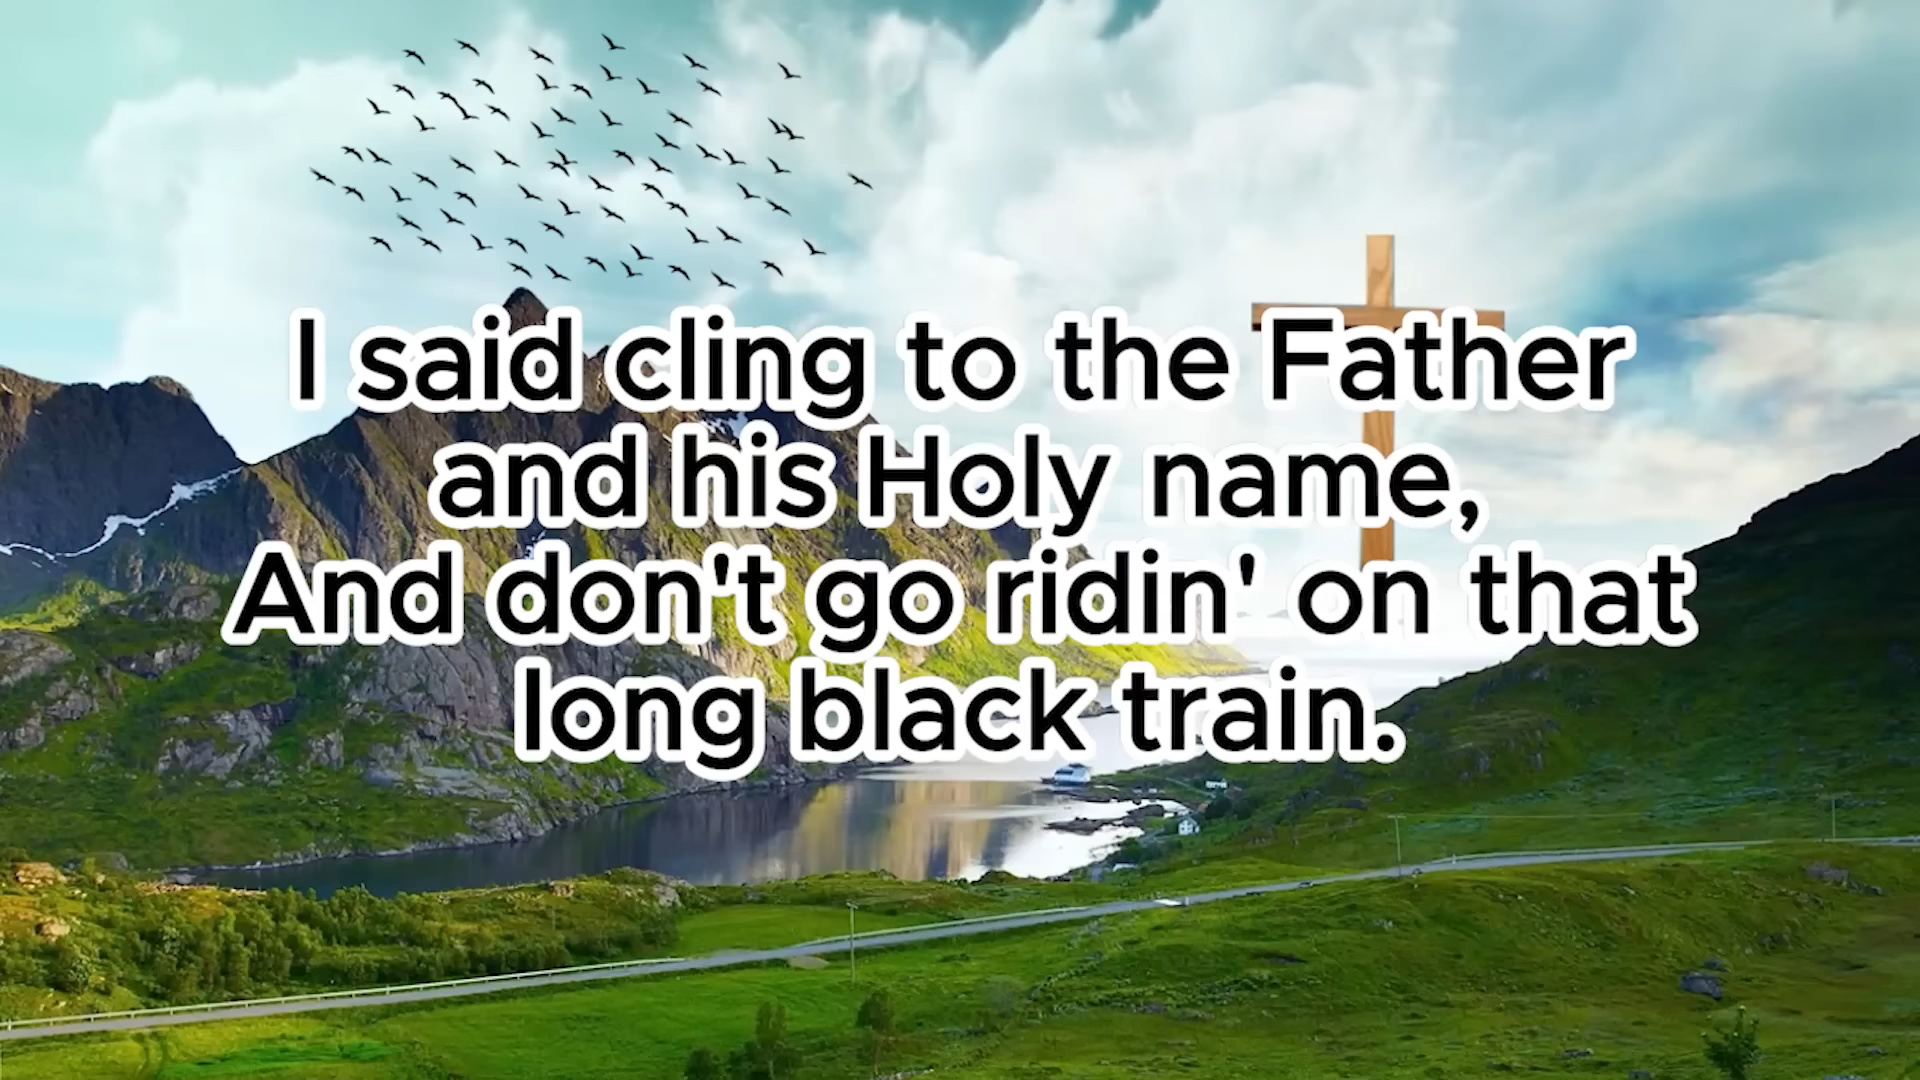 I said cling to the Father
and his Holy name,
And don't go ridin' on that
long black train.